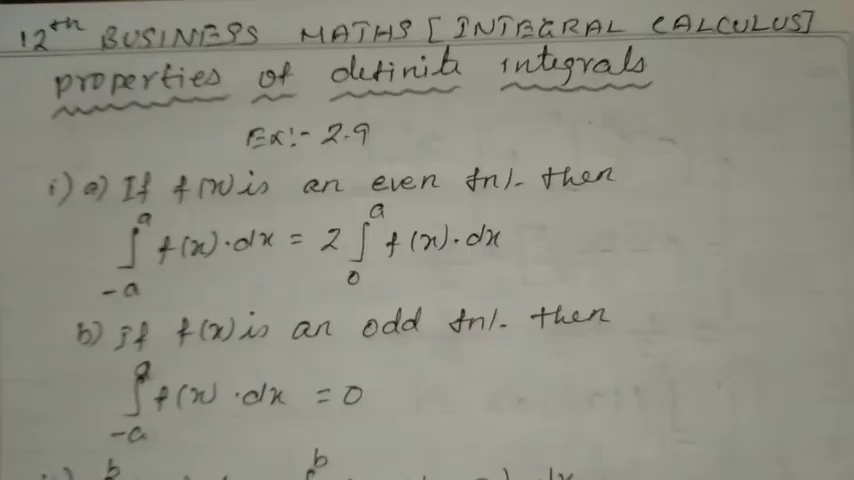 12th BUSINESS MATHS [INTEGRAL CALCULUS]
properties of definite integrals
Ex:- 2.9
i) a) If f(x) is an even fn/- then
∫_{-a}^{a} f(x)·dx = 2 ∫_{0}^{a} f(x)·dx
b) If f(x) is an odd fn/- then
∫_{-a}^{a} f(x)·dx = 0